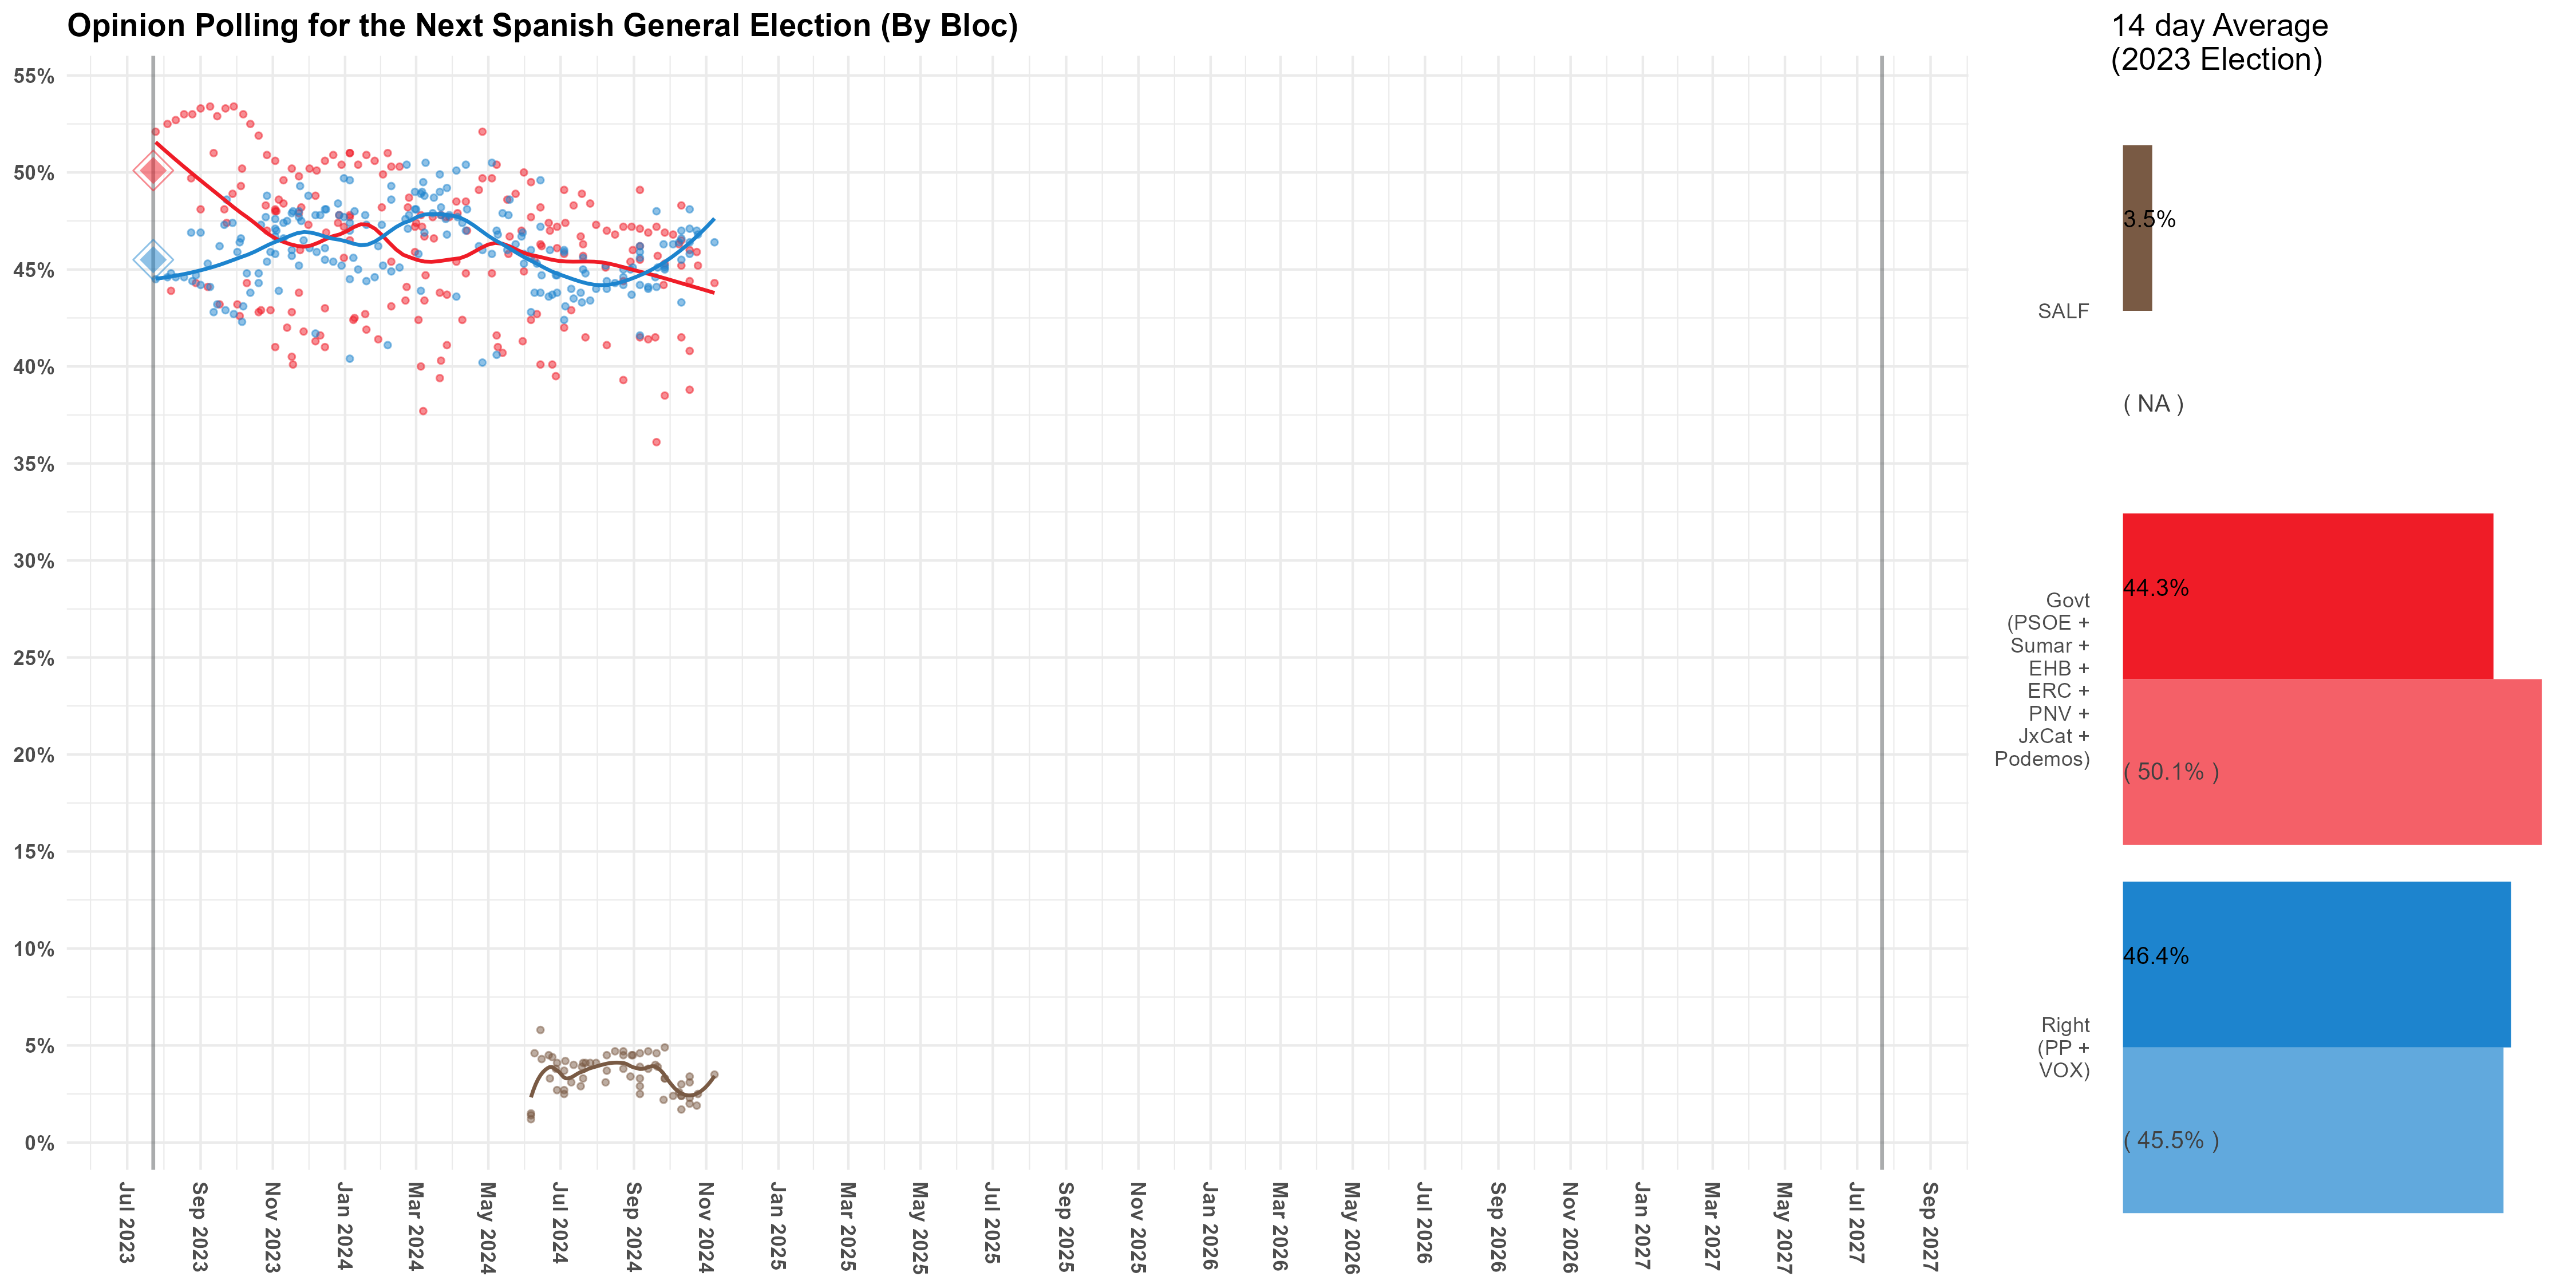 Opinion Polling for the Next Spanish General Election (By Bloc)
14 day Average
(2023 Election)
55%
50%
45%
40%
35%
30%
25%
20%
15%
10%
5%
0%
Jul 2023
Sep 2023
Nov 2023
Jan 2024
Mar 2024
May 2024
Jul 2024
Sep 2024
Nov 2024
Jan 2025
Mar 2025
May 2025
Jul 2025
Sep 2025
Nov 2025
Jan 2026
Mar 2026
May 2026
Jul 2026
Sep 2026
Nov 2026
Jan 2027
Mar 2027
May 2027
Jul 2027
Sep 2027
SALF
3.5%
( NA )
Govt
(PSOE +
Sumar +
EHB +
ERC +
PNV +
JxCat +
Podemos)
44.3%
( 50.1% )
Right
(PP +
VOX)
46.4%
( 45.5% )